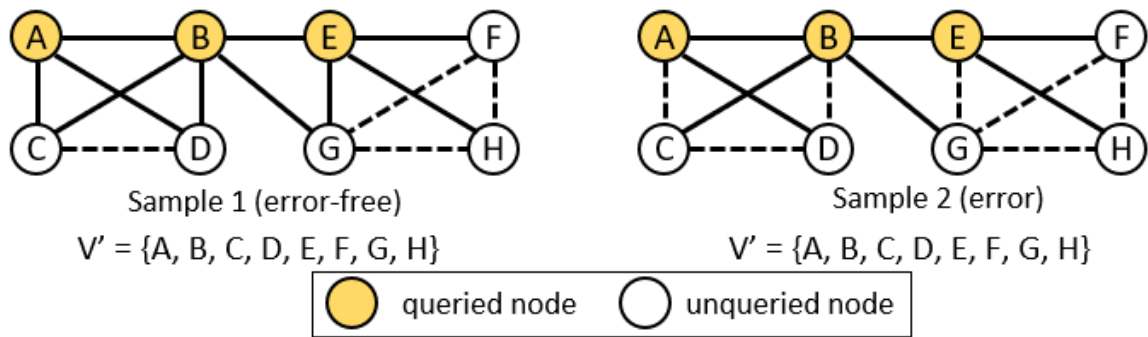 A B E F
C D G H
Sample 1 (error-free)
V' = {A, B, C, D, E, F, G, H}
A B E F
C D G H
Sample 2 (error)
V' = {A, B, C, D, E, F, G, H}
queried node
unqueried node